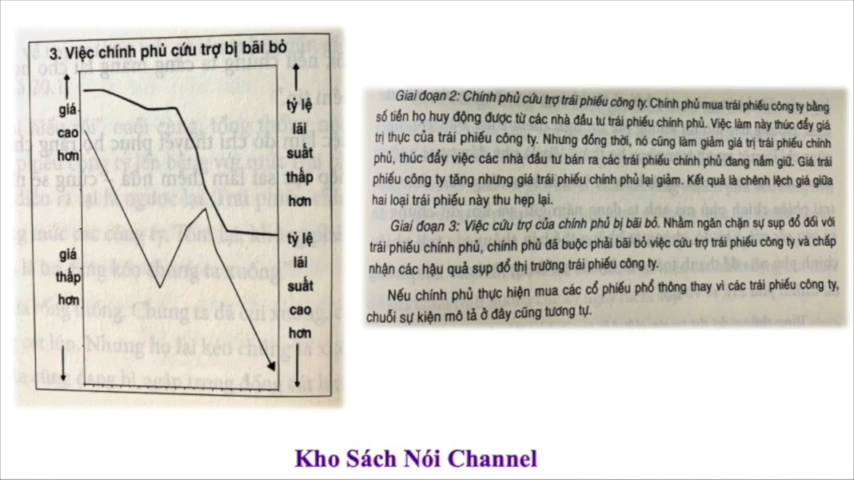 3. Việc chính phủ cứu trợ bị bãi bỏ
giá
cao
hơn
giá
thấp
hơn
tỷ lệ
lãi
suất
thấp
hơn
tỷ lệ
lãi
suất
cao
hơn
Giai đoạn 2: Chính phủ cứu trợ trái phiếu công ty. Chính phủ mua trái phiếu công ty bằng
số tiền họ huy động được từ các nhà đầu tư trái phiếu chính phủ. Việc làm này thúc đẩy giá
trị thực của trái phiếu công ty. Nhưng đồng thời, nó cũng làm giảm giá trị trái phiếu chính
phủ, thúc đẩy việc các nhà đầu tư bán ra các trái phiếu chính phủ đang nắm giữ. Giá trái
phiếu công ty tăng nhưng giá trái phiếu chính phủ lại giảm. Kết quả là chênh lệch giá giữa
hai loại trái phiếu này thu hẹp lại.
Giai đoạn 3: Việc cứu trợ của chính phủ bị bãi bỏ. Nhằm ngăn chặn sự sụp đổ đối với
trái phiếu chính phủ, chính phủ đã buộc phải bãi bỏ việc cứu trợ trái phiếu công ty và chấp
nhận các hậu quả sụp đổ thị trường trái phiếu công ty.
Nếu chính phủ thực hiện mua các cổ phiếu phổ thông thay vì các trái phiếu công ty,
chuỗi sự kiện mô tả ở đây cũng tương tự.
Kho Sách Nói Channel